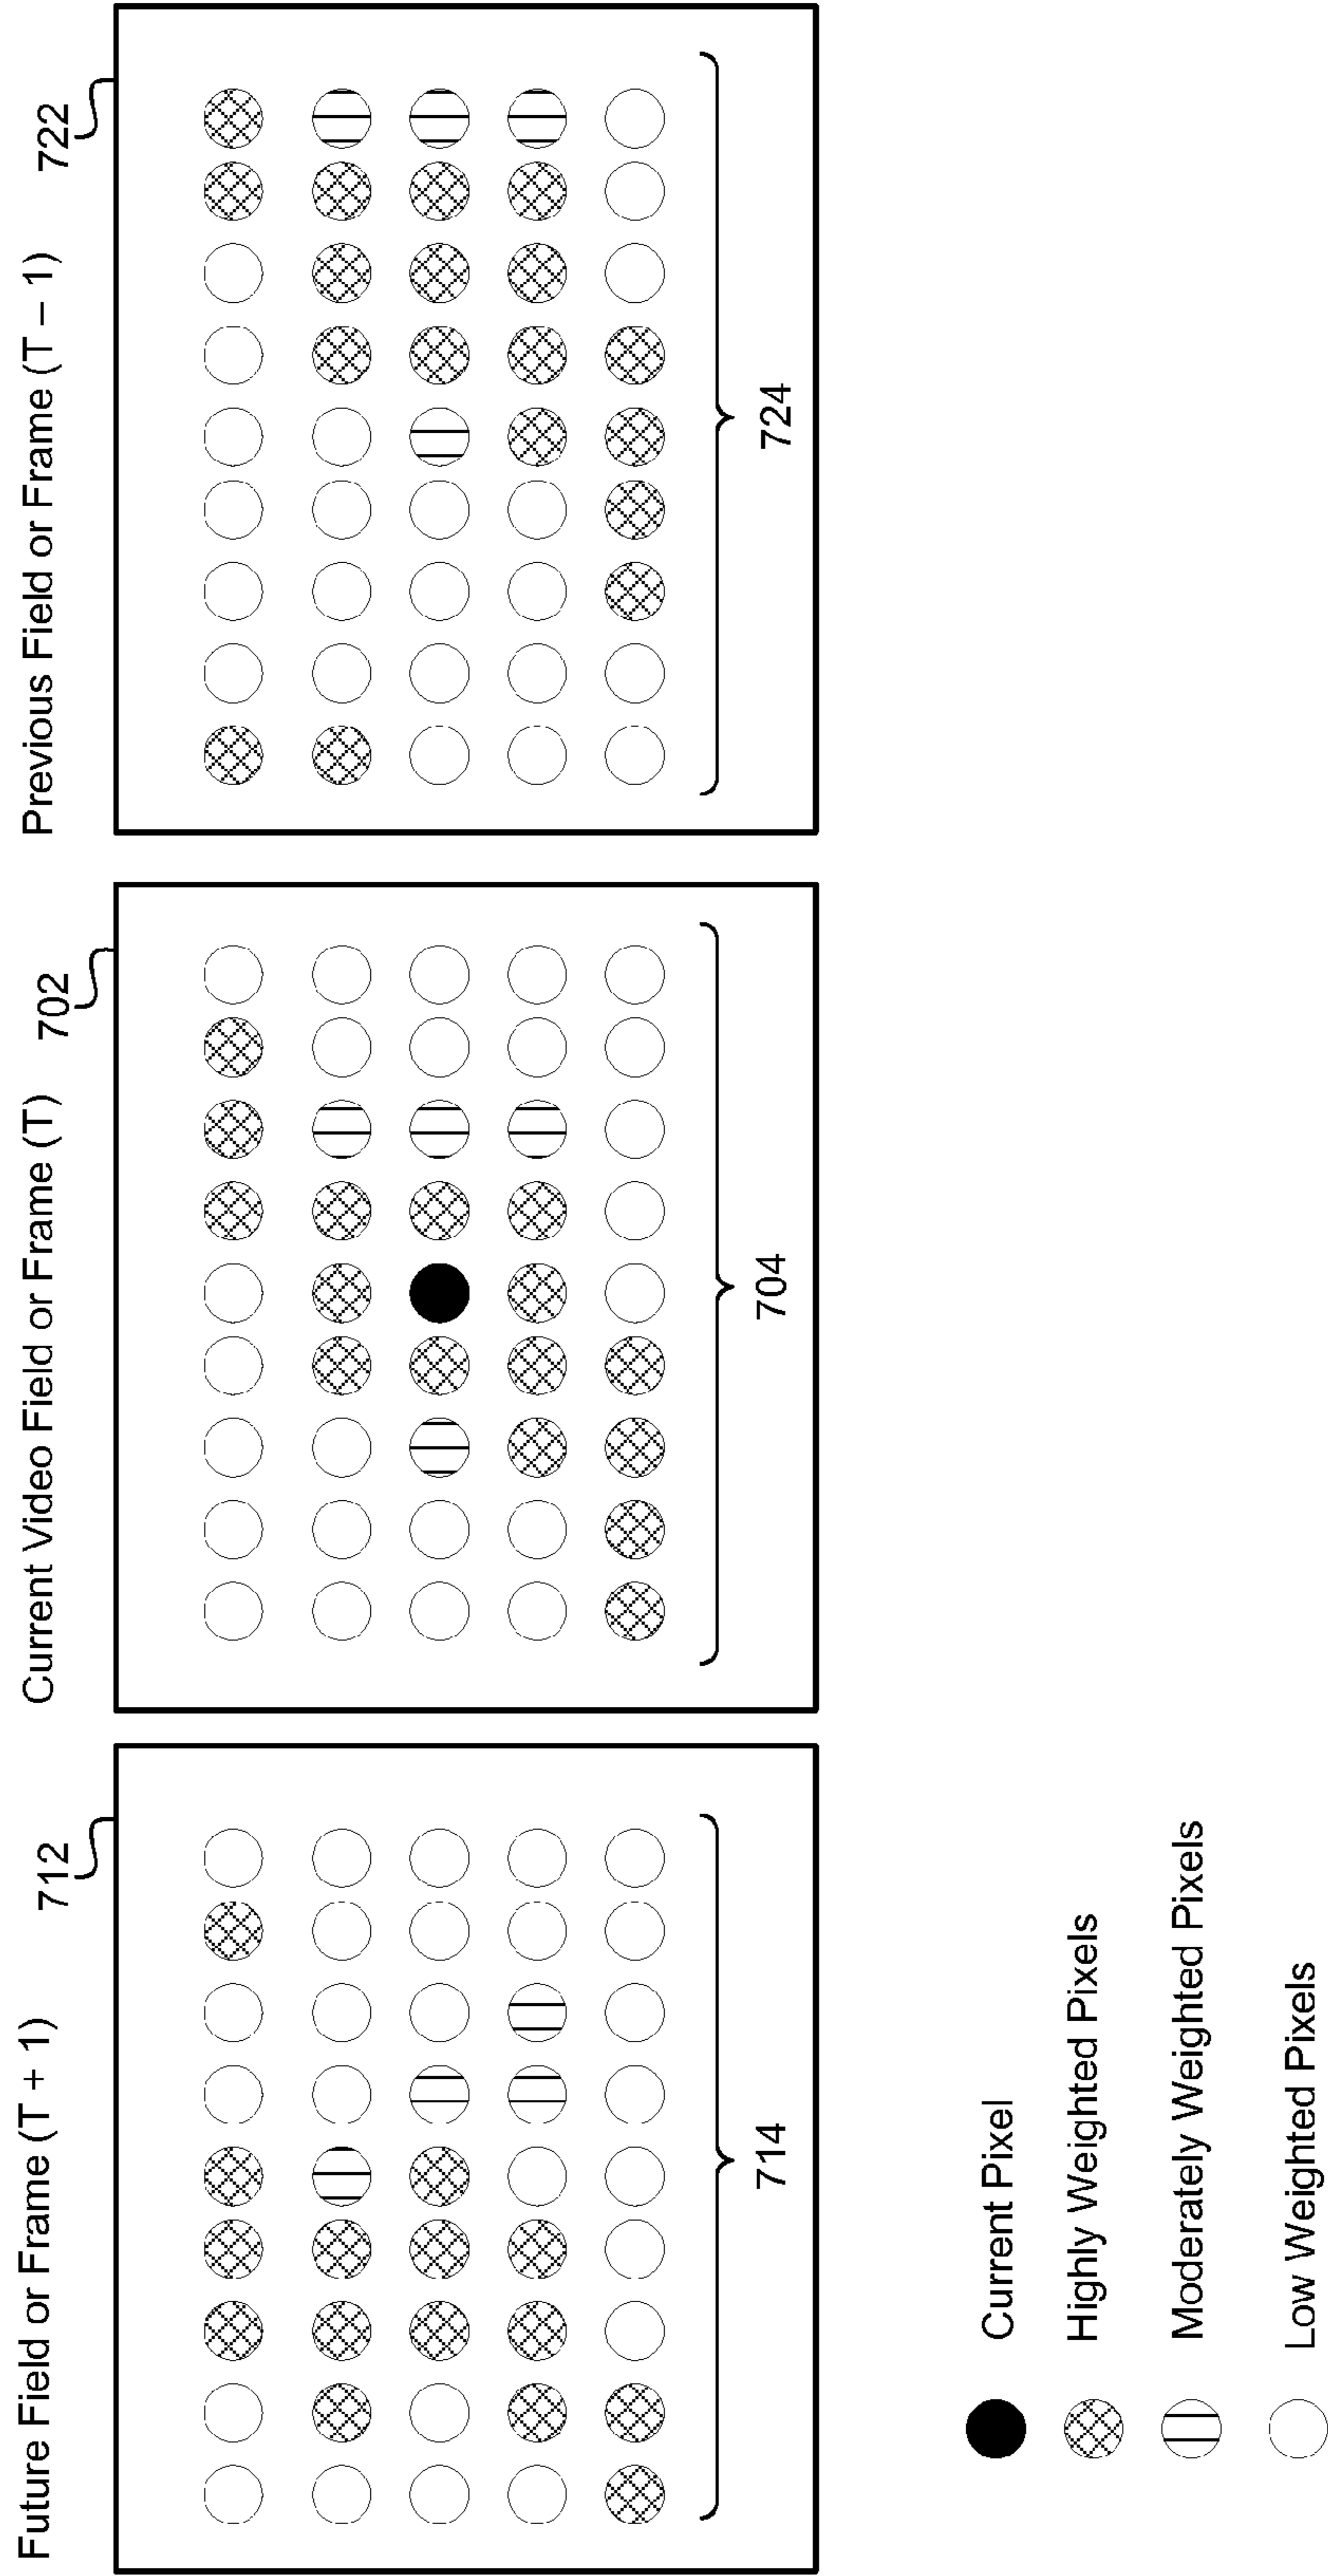 Future Field or Frame (T + 1)
712
714
Current Video Field or Frame (T)
702
704
Previous Field or Frame (T – 1)
722
724
Current Pixel
Highly Weighted Pixels
Moderately Weighted Pixels
Low Weighted Pixels